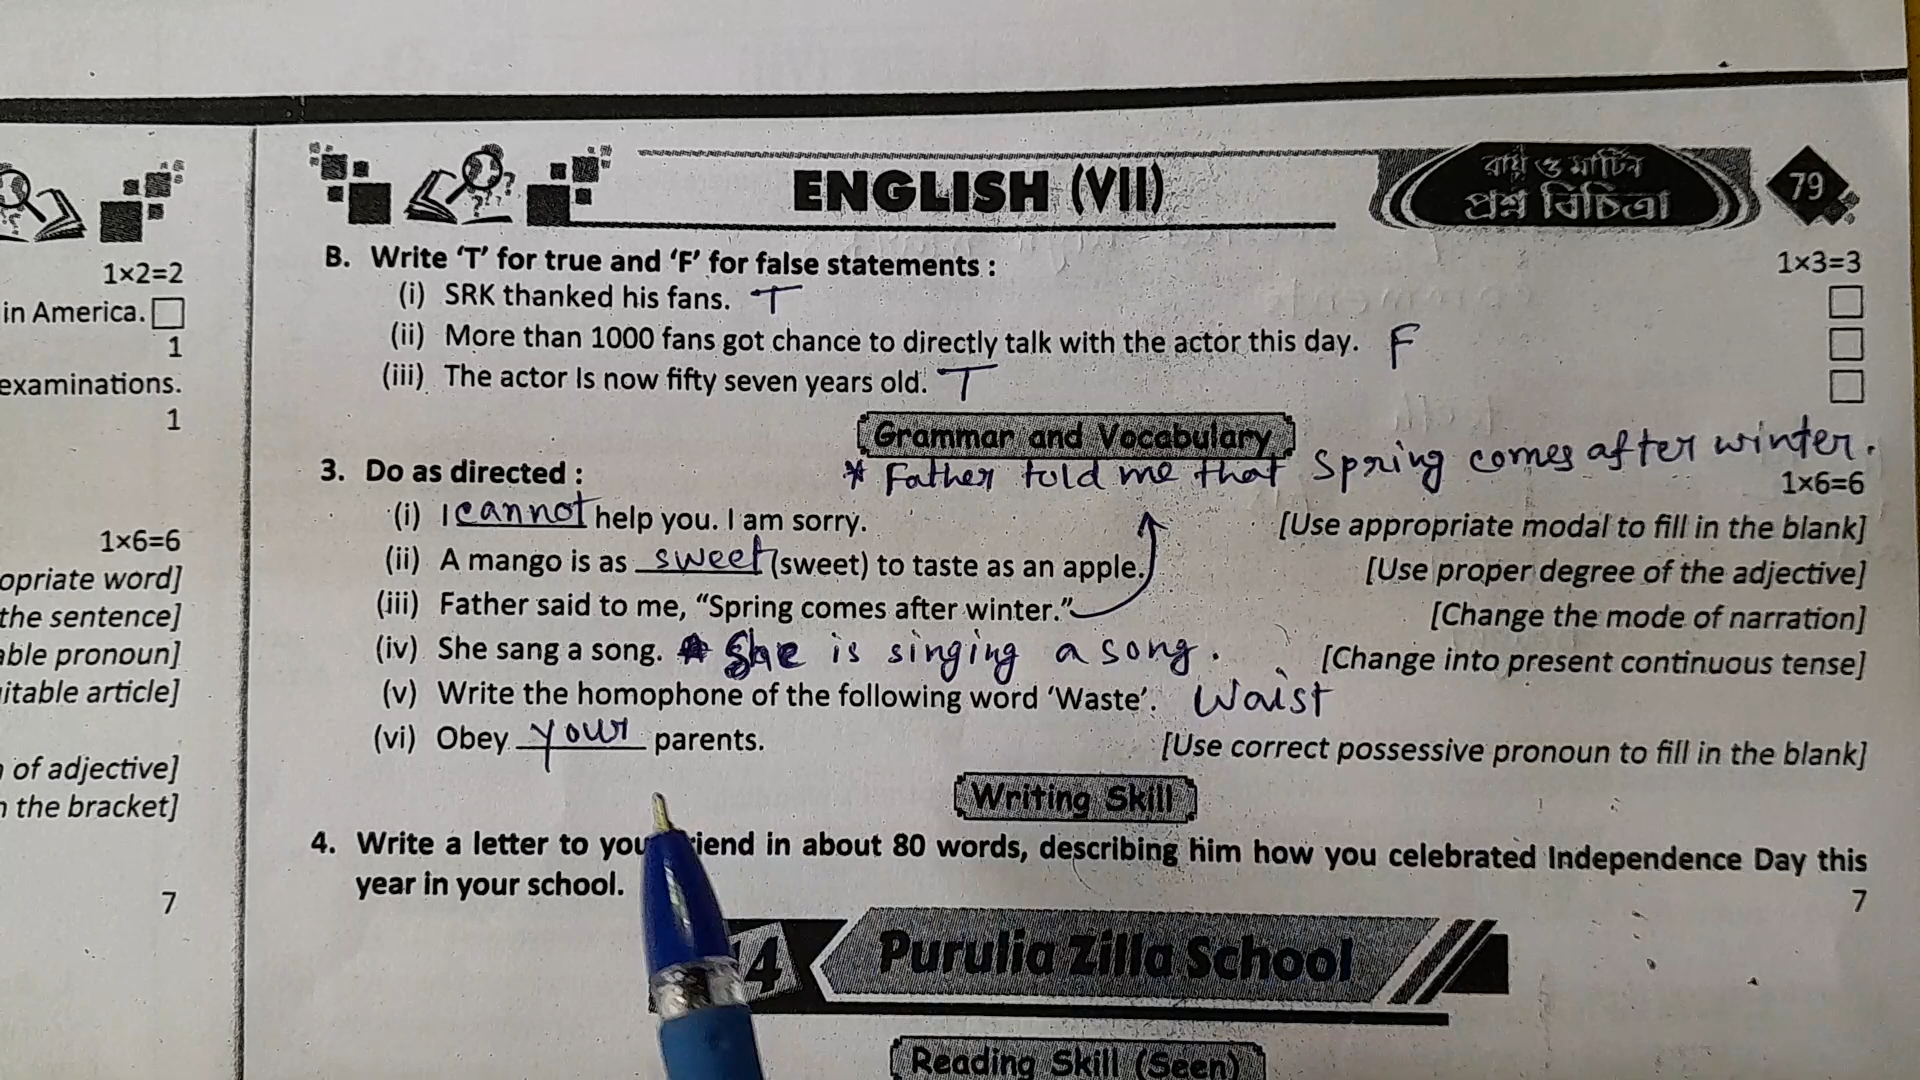 1×2=2
in America.
1
examinations.
1
1×6=6
opriate word]
the sentence]
able pronoun]
uitable article]
of adjective]
the bracket]
7
ENGLISH (VII)
রায় ও মার্টিন
প্রশ্ন বিচিত্রা
79
B. Write ‘T’ for true and ‘F’ for false statements : 1×3=3
(i) SRK thanked his fans. T
(ii) More than 1000 fans got chance to directly talk with the actor this day. F
(iii) The actor Is now fifty seven years old. T
Grammar and Vocabulary
* Father told me that Spring comes after winter.
3. Do as directed : 1×6=6
(i) I cannot help you. I am sorry. [Use appropriate modal to fill in the blank]
(ii) A mango is as sweet (sweet) to taste as an apple. [Use proper degree of the adjective]
(iii) Father said to me, “Spring comes after winter.” [Change the mode of narration]
(iv) She sang a song. She is singing a song. [Change into present continuous tense]
(v) Write the homophone of the following word ‘Waste’. Waist
(vi) Obey your parents. [Use correct possessive pronoun to fill in the blank]
Writing Skill
4. Write a letter to you riend in about 80 words, describing him how you celebrated Independence Day this
year in your school. 7
4 Purulia Zilla School
Reading Skill (Seen)